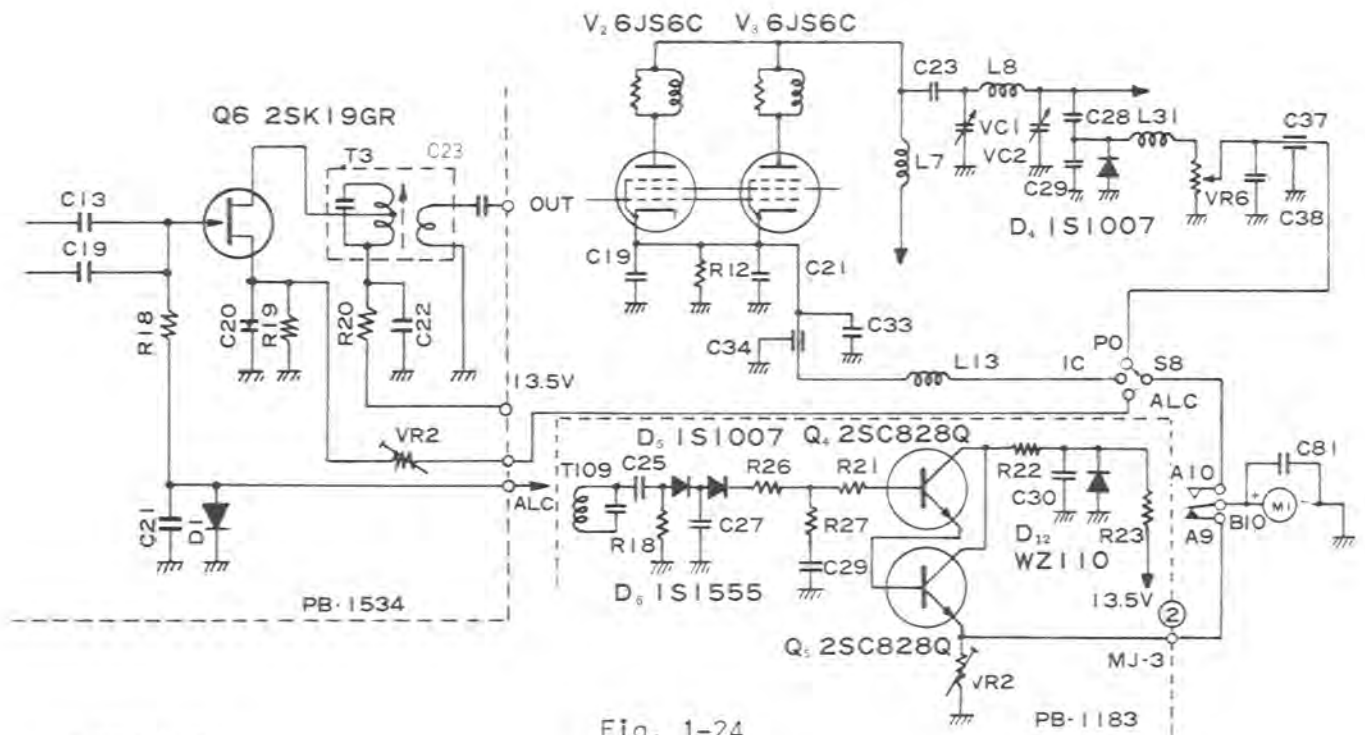 V₂ 6JS6C V₃ 6JS6C
C23 L8
Q6 2SK19GR
T3 C23
VC1 C28 L31 C37
VC2
L7
C13
OUT
C29 VR6
C19
D₄ 1S1007 C38
C19 R12 C21
R18 C20 R19 R20 C22
C34 C33
PO
L13 IC S8
13.5V
ALC
VR2
D₅ 1S1007 Q₄ 2SC828Q
C81
T109 C25 R26 R21 R22 A10
ALC
C30 + M1
C21 D1 C27 R27 B10
R18 D₁₂ R23 A9
C29 WZ110
D₆ 1S1555
PB-1534 13.5V 2
Q₅ 2SC828Q MJ-3
VR2
PB-1183
Fig. 1-24